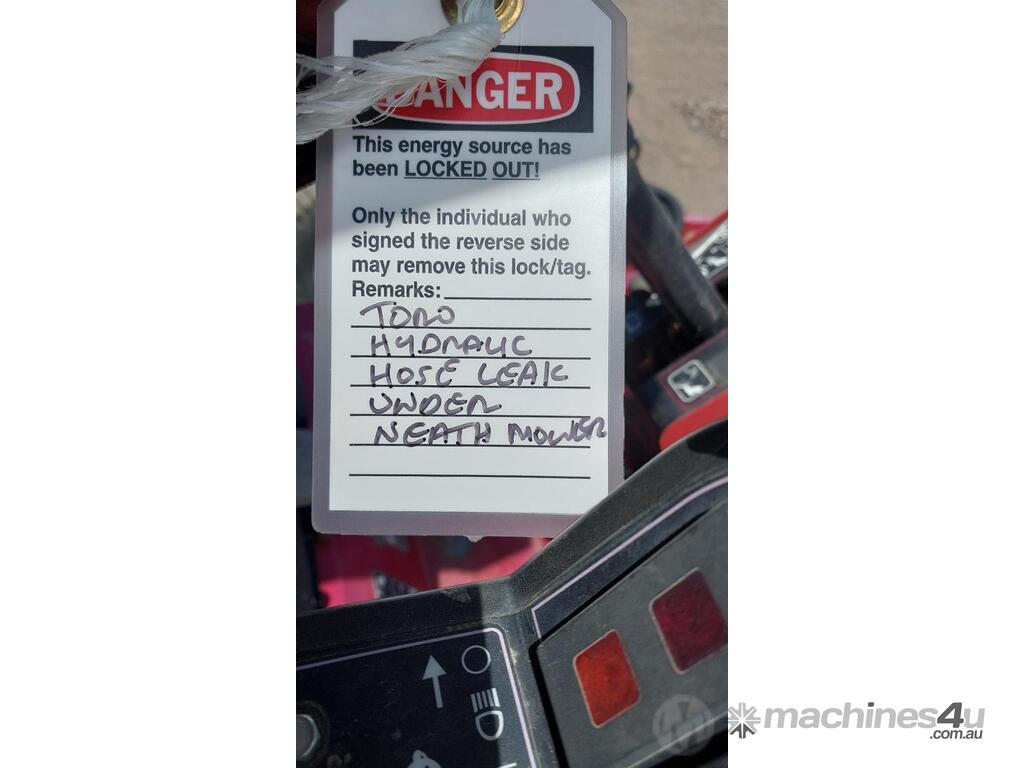 DANGER
This energy source has
been LOCKED OUT!
Only the individual who
signed the reverse side
may remove this lock/tag.
Remarks:
TORO
HYDRAULIC
HOSE LEAK
UNDER
NEATH MOWER
machines4u
.com.au